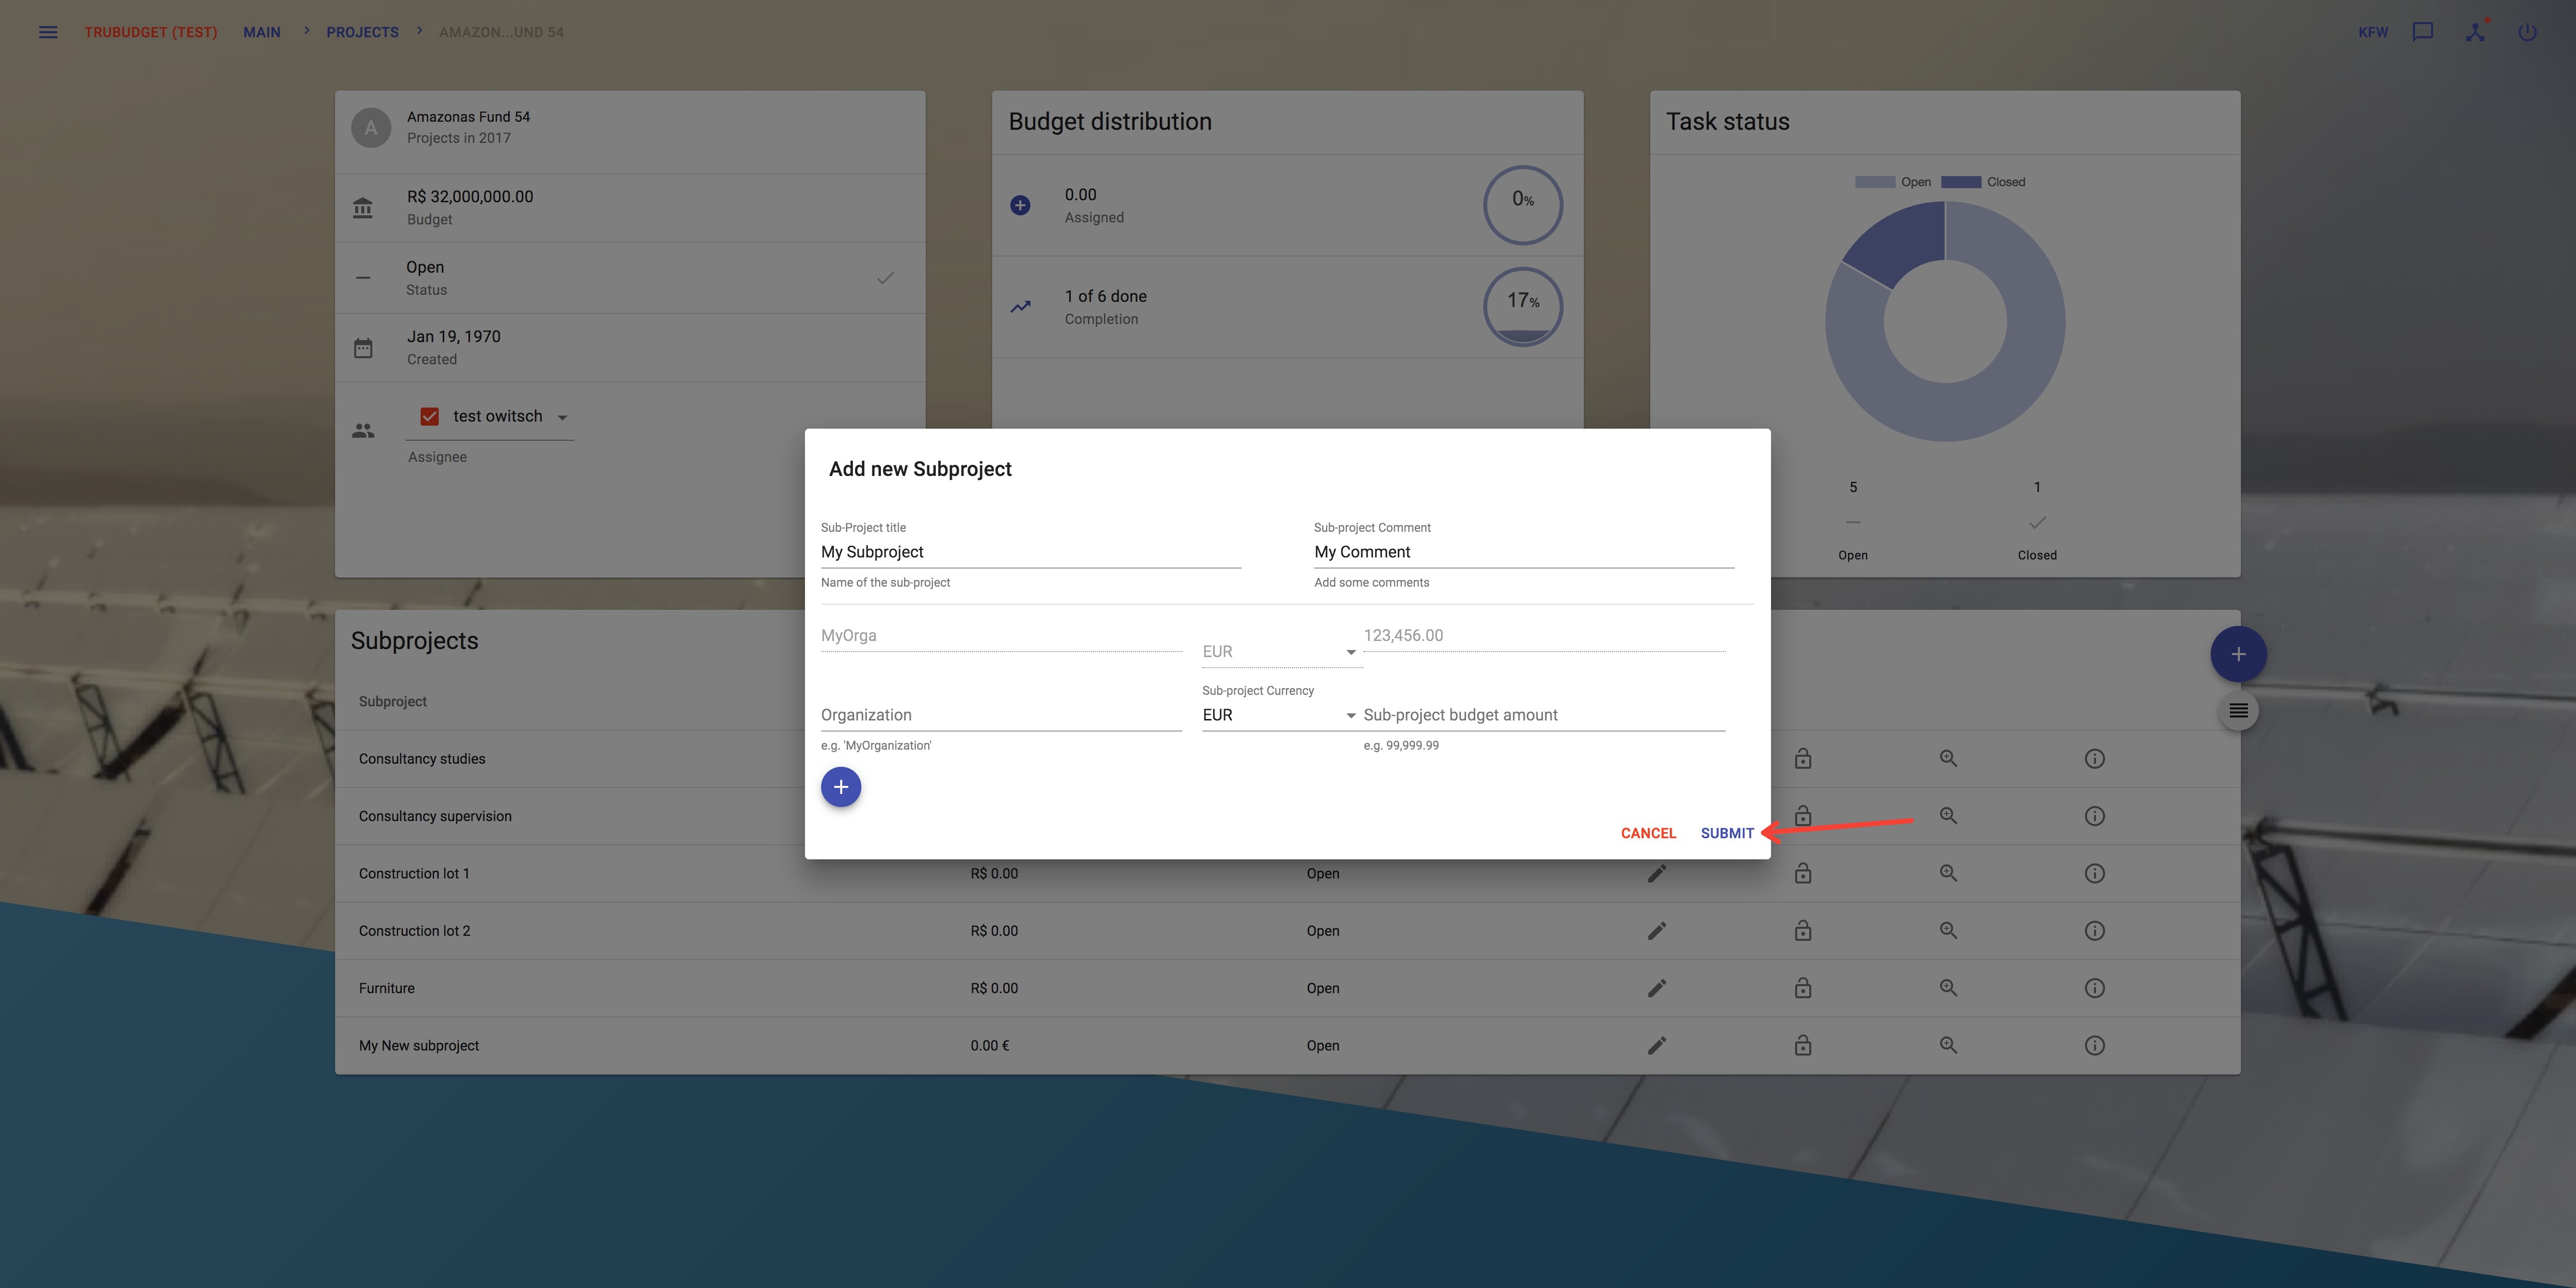 TRUBUDGET (TEST) MAIN > PROJECTS > AMAZON...UND 54
KFW
A
Amazonas Fund 54
Projects in 2017
R$ 32,000,000.00
Budget
Open
Status
Jan 19, 1970
Created
test owitsch
Assignee
Budget distribution
0.00
Assigned
0%
1 of 6 done
Completion
17%
Task status
Open Closed
5 1
Open Closed
Add new Subproject
Sub-Project title
My Subproject
Name of the sub-project
Sub-project Comment
My Comment
Add some comments
MyOrga EUR 123,456.00
Sub-project Currency
Organization EUR Sub-project budget amount
e.g. 'MyOrganization' e.g. 99,999.99
CANCEL SUBMIT
Subprojects
Subproject
Consultancy studies
Consultancy supervision
Construction lot 1 R$ 0.00 Open
Construction lot 2 R$ 0.00 Open
Furniture R$ 0.00 Open
My New subproject 0.00 € Open